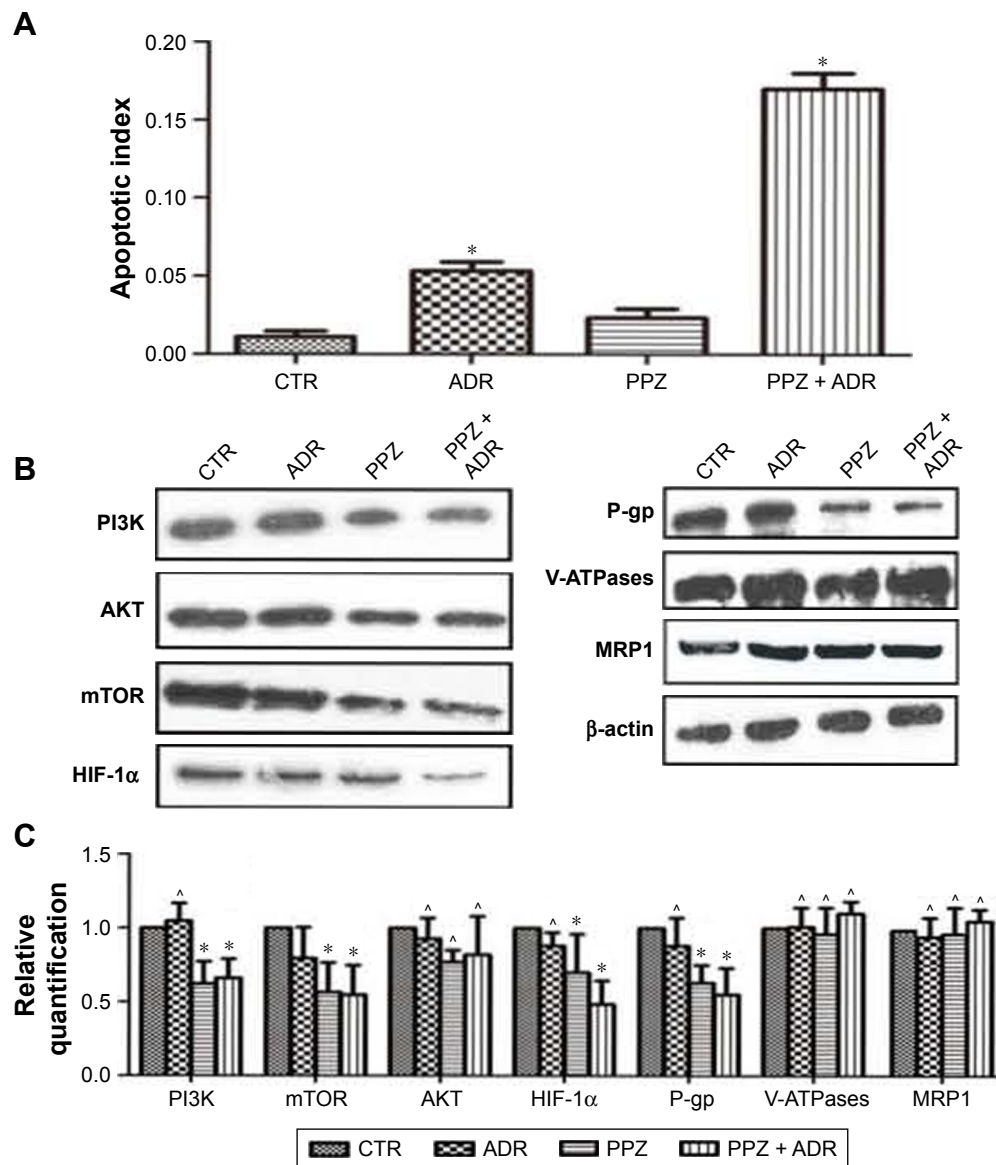 A
0.20
0.15
0.10
0.05
0.00
Apoptotic index
*
*
CTR ADR PPZ PPZ + ADR
B
CTR ADR PPZ PPZ + ADR
PI3K
AKT
mTOR
HIF-1α
CTR ADR PPZ PPZ + ADR
P-gp
V-ATPases
MRP1
β-actin
C
1.5
1.0
0.5
0.0
Relative
quantification
^ * *
* *
^ ^ ^
^ * *
^ * *
^ ^ ^
^ ^ ^
PI3K mTOR AKT HIF-1α P-gp V-ATPases MRP1
CTR ADR PPZ PPZ + ADR